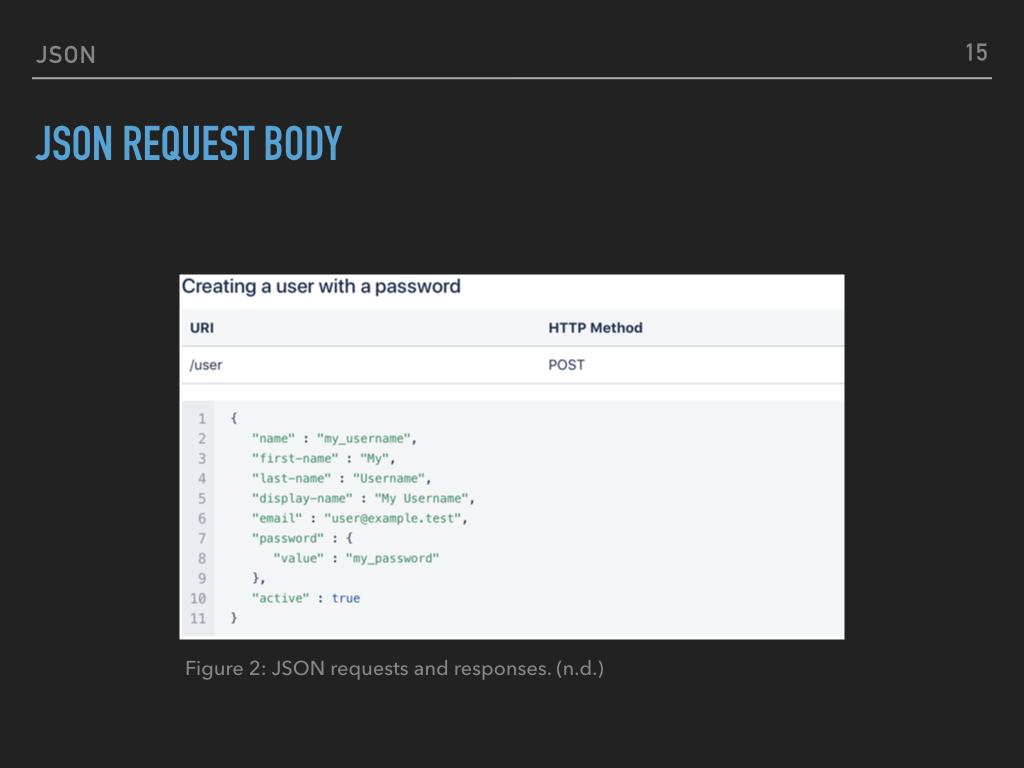 JSON
15
JSON REQUEST BODY
Creating a user with a password
URI HTTP Method
/user POST
1 {
2 "name" : "my_username",
3 "first-name" : "My",
4 "last-name" : "Username",
5 "display-name" : "My Username",
6 "email" : "user@example.test",
7 "password" : {
8 "value" : "my_password"
9 },
10 "active" : true
11 }
Figure 2: JSON requests and responses. (n.d.)